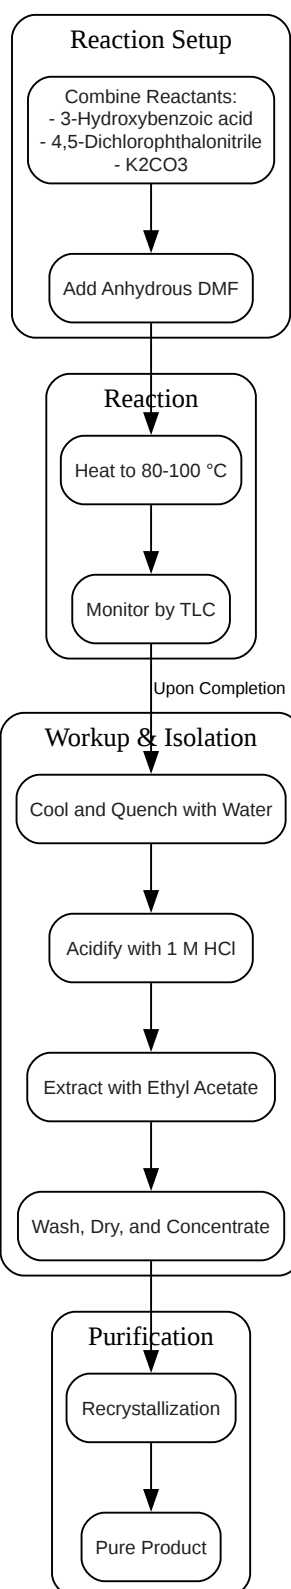 Reaction Setup
Combine Reactants:
- 3-Hydroxybenzoic acid
- 4,5-Dichlorophthalonitrile
- K2CO3
Add Anhydrous DMF
Reaction
Heat to 80-100 °C
Monitor by TLC
Upon Completion
Workup & Isolation
Cool and Quench with Water
Acidify with 1 M HCl
Extract with Ethyl Acetate
Wash, Dry, and Concentrate
Purification
Recrystallization
Pure Product